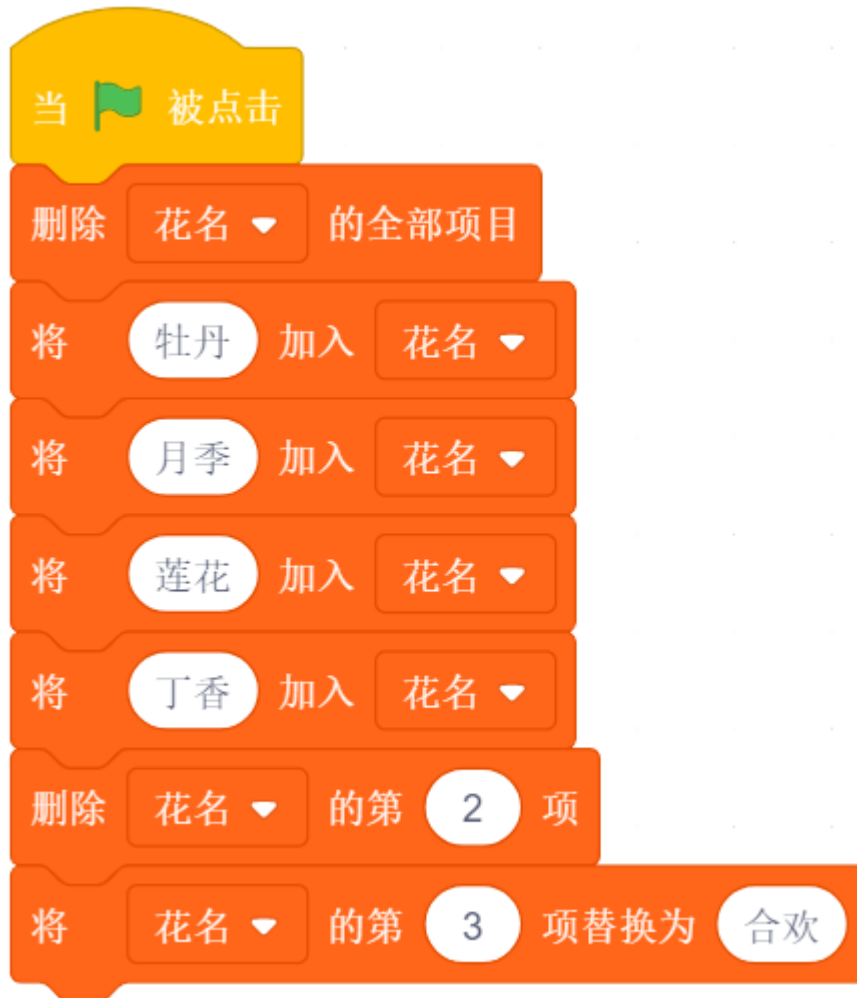 当 被点击
删除 花名 的全部项目
将 牡丹 加入 花名
将 月季 加入 花名
将 莲花 加入 花名
将 丁香 加入 花名
删除 花名 的第 2 项
将 花名 的第 3 项替换为 合欢